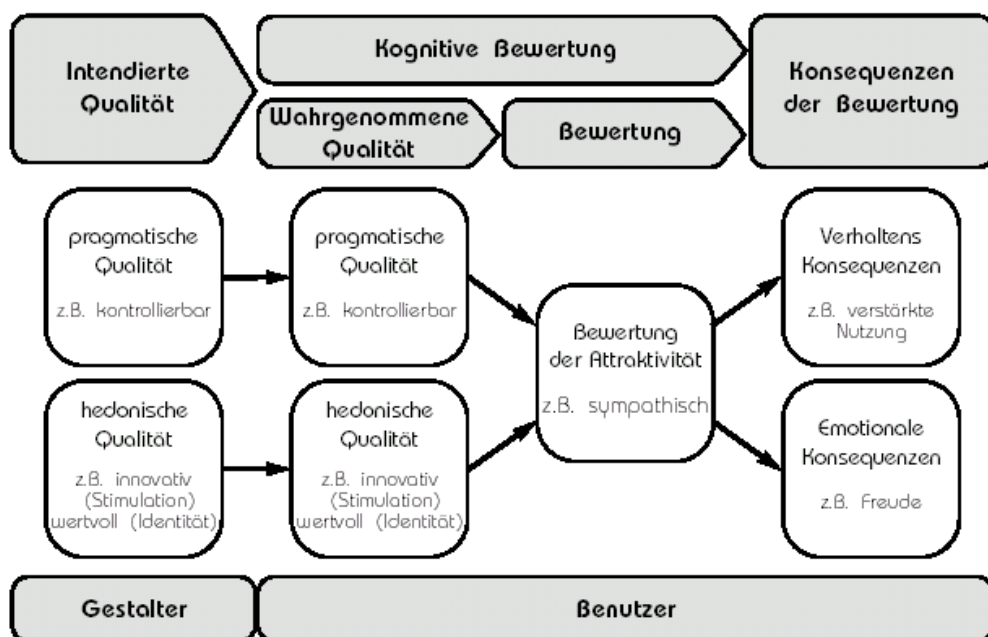 Intendierte
Qualität
Kognitive Bewertung
Konsequenzen
der Bewertung
Wahrgenommene
Qualität
Bewertung
pragmatische
Qualität
z.B. kontrollierbar
pragmatische
Qualität
z.B. kontrollierbar
Verhaltens
Konsequenzen
z.B. verstärkte
Nutzung
Bewertung
der Attraktivität
z.B. sympathisch
hedonische
Qualität
z.B. innovativ
(Stimulation)
wertvoll (Identität)
hedonische
Qualität
z.B. innovativ
(Stimulation)
wertvoll (Identität)
Emotionale
Konsequenzen
z.B. Freude
Gestalter
Benutzer